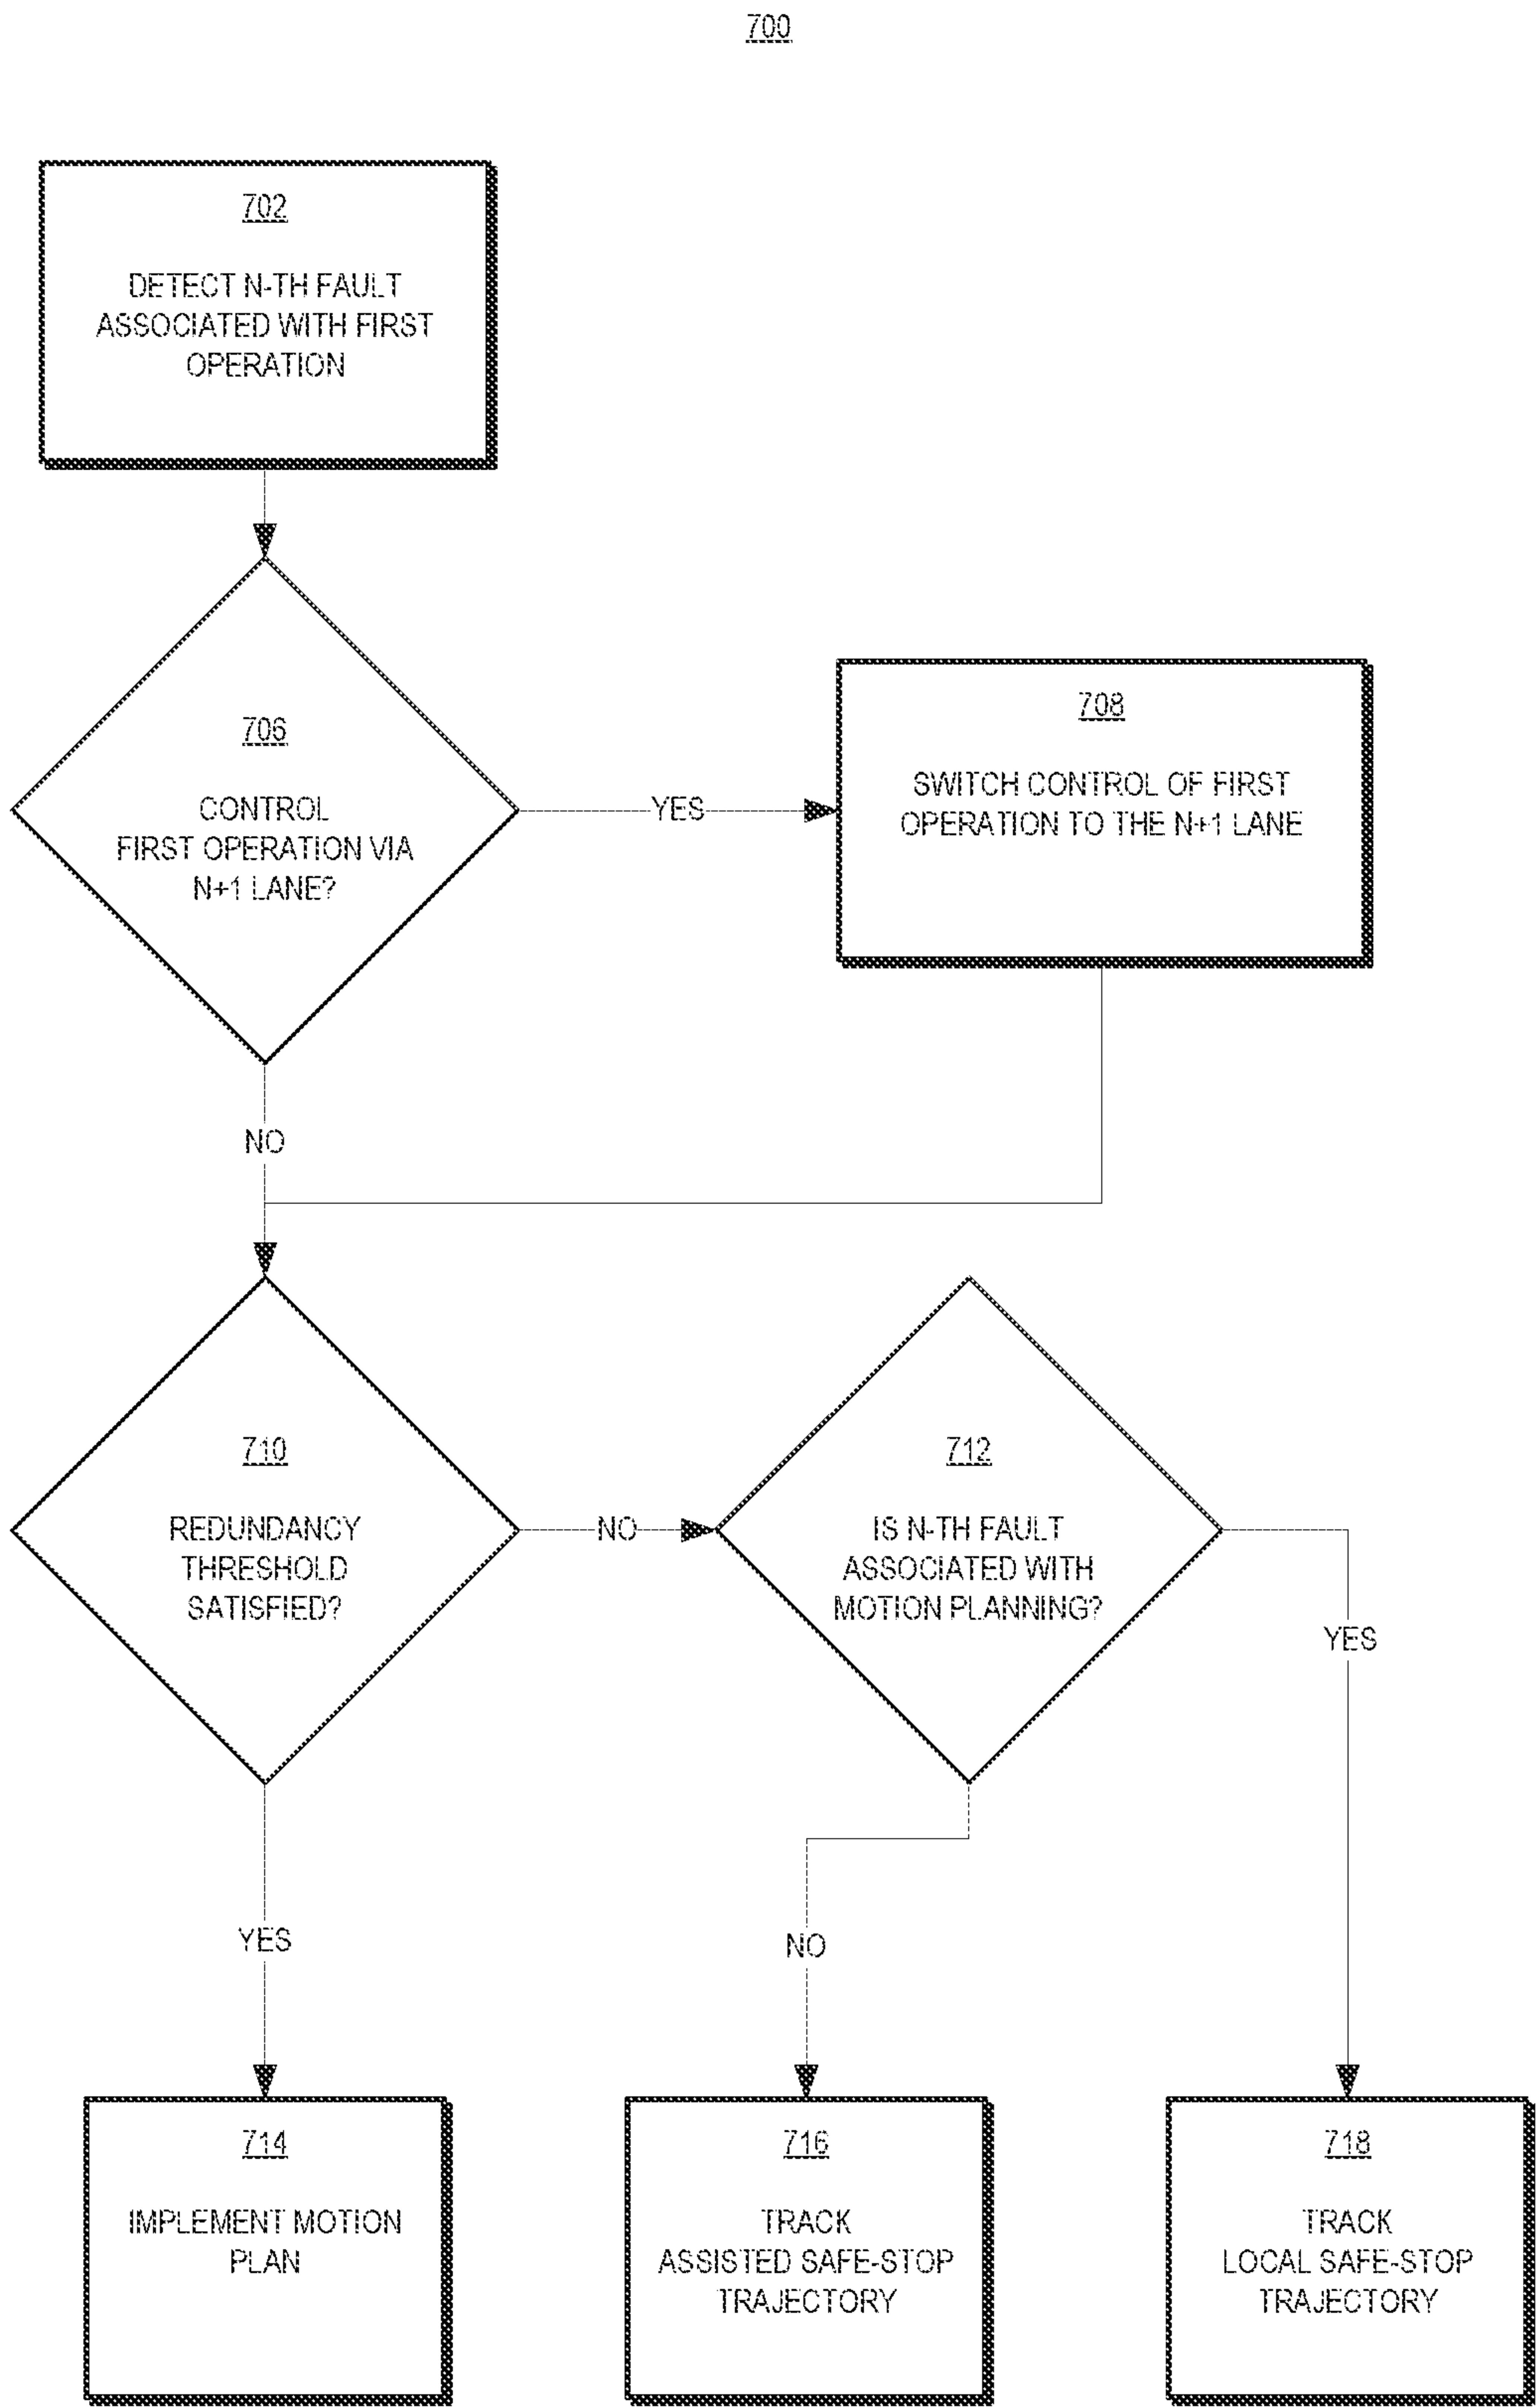 700
702
DETECT N-TH FAULT
ASSOCIATED WITH FIRST
OPERATION
706
CONTROL
FIRST OPERATION VIA
N+1 LANE?
YES
708
SWITCH CONTROL OF FIRST
OPERATION TO THE N+1 LANE
NO
710
REDUNDANCY
THRESHOLD
SATISFIED?
NO
712
IS N-TH FAULT
ASSOCIATED WITH
MOTION PLANNING?
YES
YES
NO
714
IMPLEMENT MOTION
PLAN
716
TRACK
ASSISTED SAFE-STOP
TRAJECTORY
718
TRACK
LOCAL SAFE-STOP
TRAJECTORY